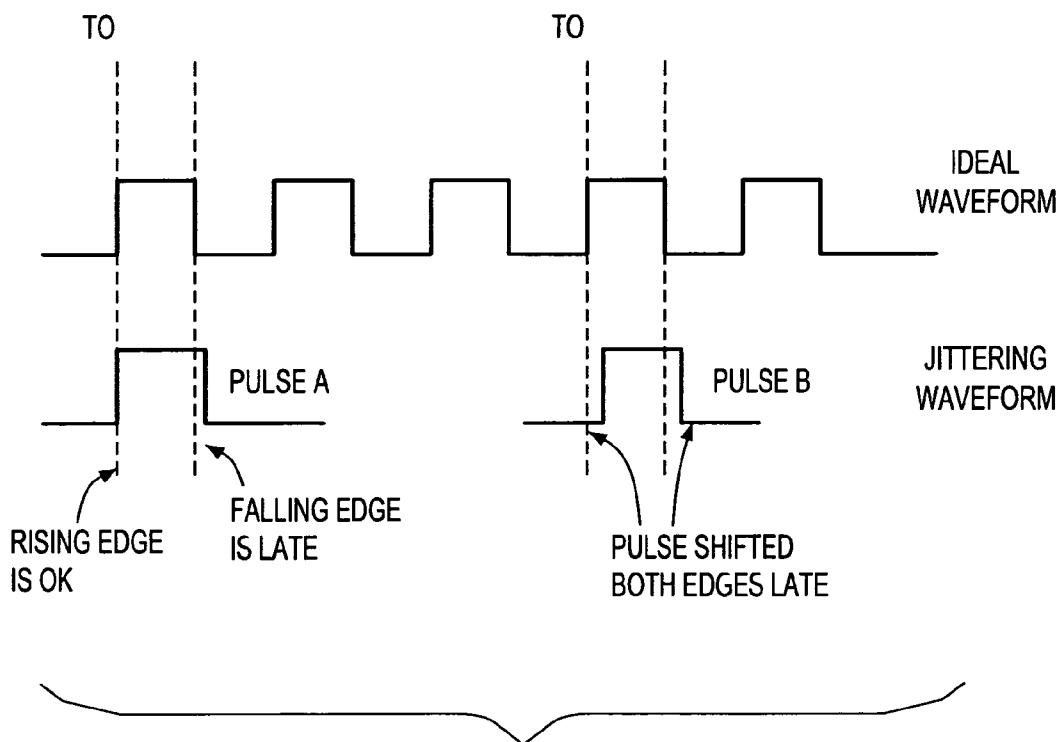 TO
TO
IDEAL
WAVEFORM
PULSE A
PULSE B
JITTERING
WAVEFORM
RISING EDGE
IS OK
FALLING EDGE
IS LATE
PULSE SHIFTED
BOTH EDGES LATE